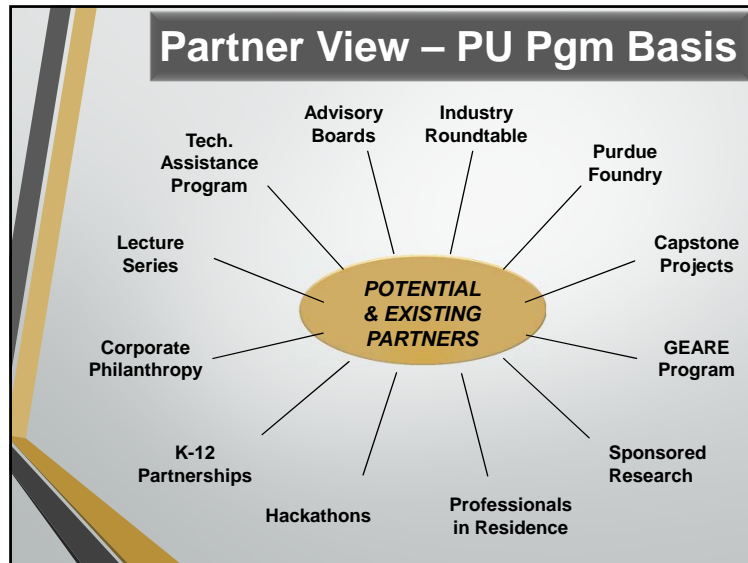 Partner View – PU Pgm Basis
Advisory
Boards
Industry
Roundtable
Tech.
Assistance
Program
Purdue
Foundry
Lecture
Series
Capstone
Projects
POTENTIAL
& EXISTING
PARTNERS
Corporate
Philanthropy
GEARE
Program
K-12
Partnerships
Sponsored
Research
Hackathons
Professionals
in Residence